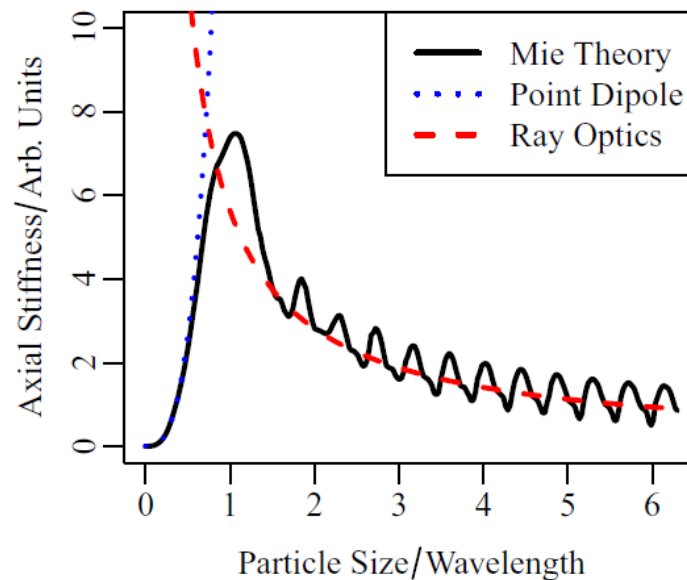 Mie Theory
Point Dipole
Ray Optics
Axial Stiffness/Arb. Units
10
8
6
4
2
0
0 1 2 3 4 5 6
Particle Size/Wavelength